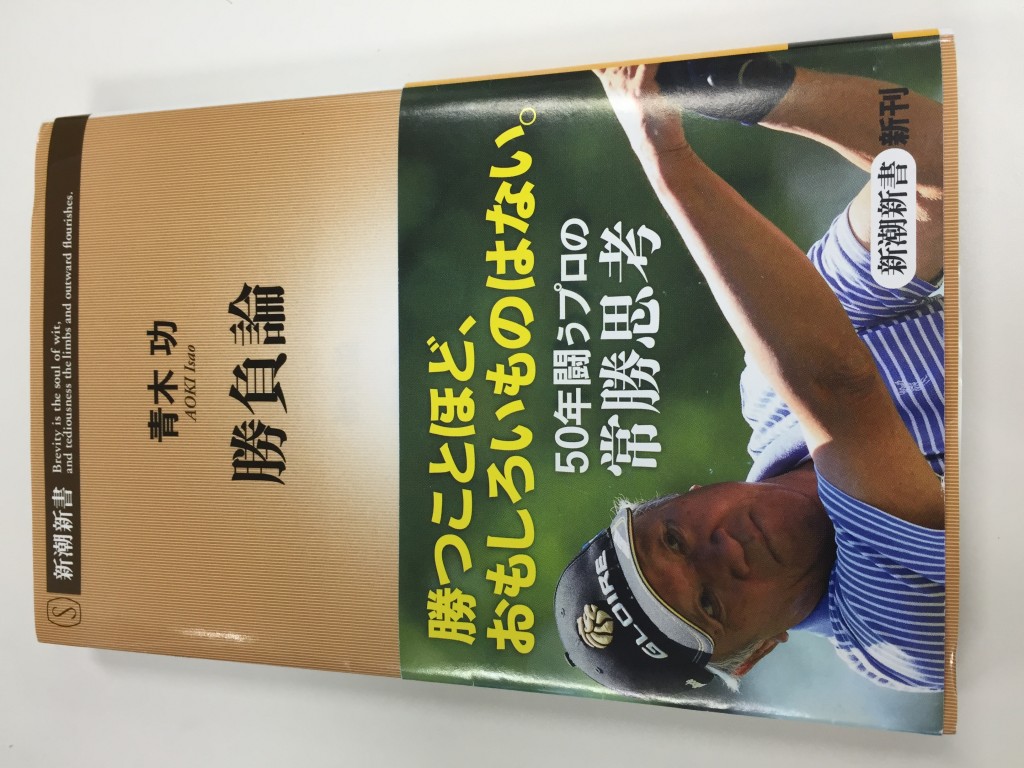 新潮新書
Brevity is the soul of wit,
and tediousness the limbs and outward flourishes.
青木 功
AOKI Isao
勝負論
勝つことほど、
おもしろいものはない。
50年闘うプロの
常勝思考
GLOIRE
新潮新書 新刊